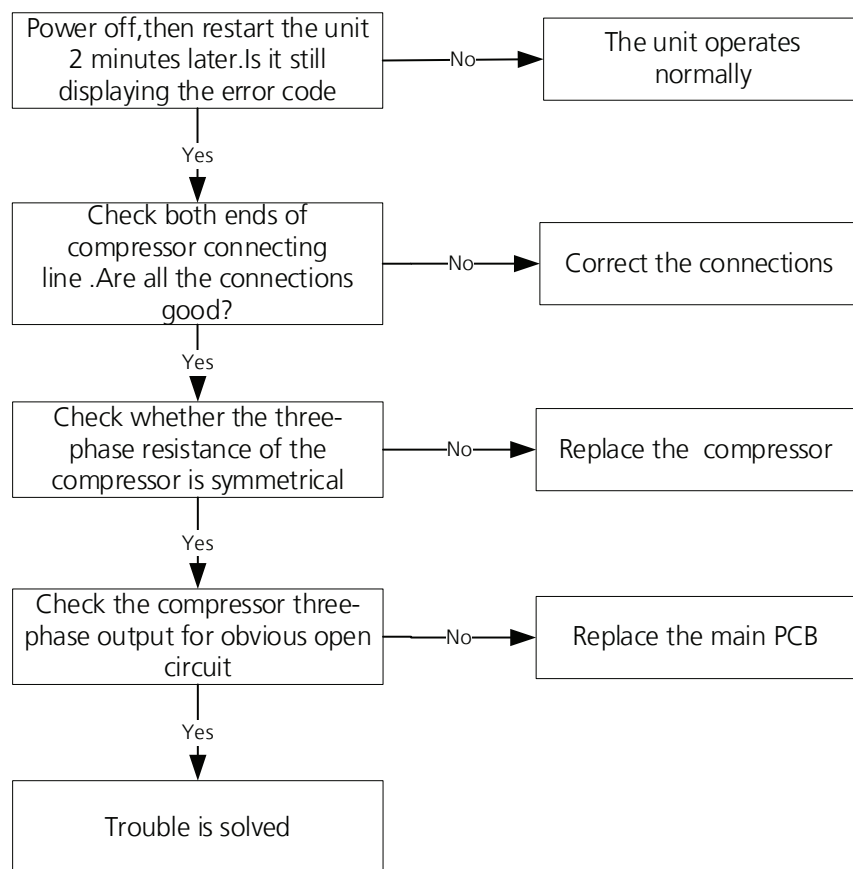 Power off,then restart the unit
2 minutes later.Is it still
displaying the error code
No
The unit operates
normally
Yes
Check both ends of
compressor connecting
line .Are all the connections
good?
No
Correct the connections
Yes
Check whether the three-
phase resistance of the
compressor is symmetrical
No
Replace the  compressor
Yes
Check the compressor three-
phase output for obvious open
circuit
No
Replace the main PCB
Yes
Trouble is solved